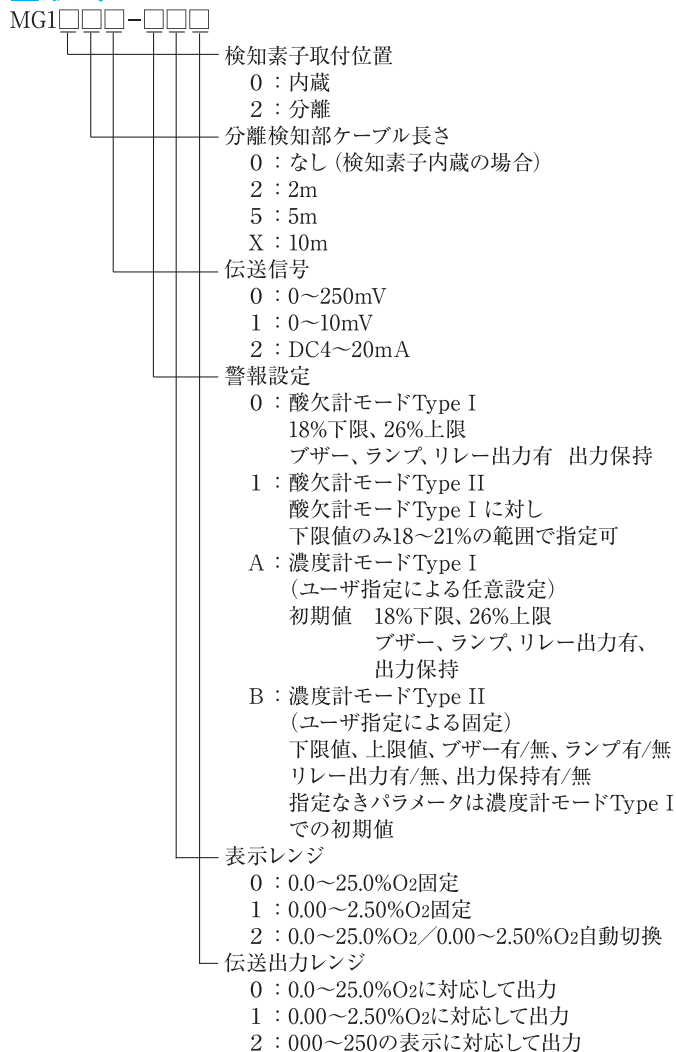 MG1□□□−□□□
検知素子取付位置
0：内蔵
2：分離
分離検知部ケーブル長さ
0：なし（検知素子内蔵の場合）
2：2m
5：5m
X：10m
伝送信号
0：0〜250mV
1：0〜10mV
2：DC4〜20mA
警報設定
0：酸欠計モードType I
18%下限、26%上限
ブザー、ランプ、リレー出力有 出力保持
1：酸欠計モードType II
酸欠計モードType I に対し
下限値のみ18〜21%の範囲で指定可
A：濃度計モードType I
（ユーザ指定による任意設定）
初期値 18%下限、26%上限
ブザー、ランプ、リレー出力有、
出力保持
B：濃度計モードType II
（ユーザ指定による固定）
下限値、上限値、ブザー有/無、ランプ有/無
リレー出力有/無、出力保持有/無
指定なきパラメータは濃度計モードType I
での初期値
表示レンジ
0：0.0〜25.0%O2固定
1：0.00〜2.50%O2固定
2：0.0〜25.0%O2／0.00〜2.50%O2自動切換
伝送出力レンジ
0：0.0〜25.0%O2に対応して出力
1：0.00〜2.50%O2に対応して出力
2：000〜250の表示に対応して出力